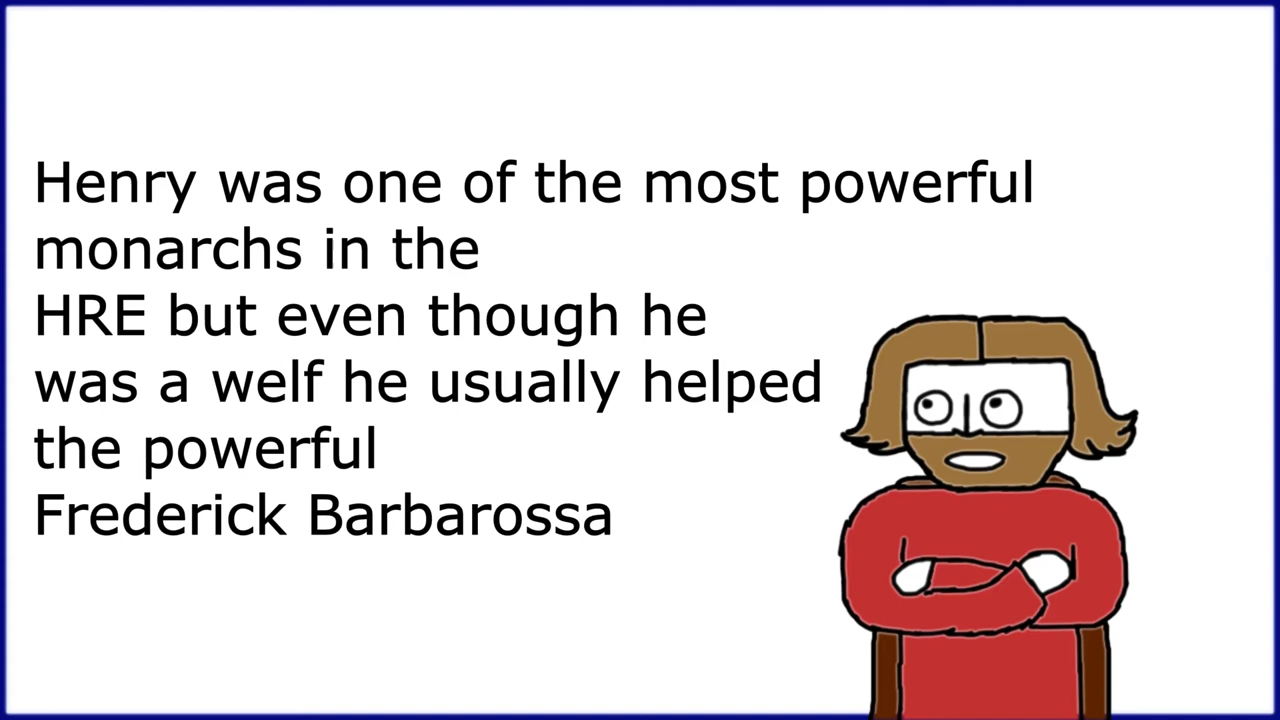 Henry was one of the most powerful
monarchs in the
HRE but even though he
was a welf he usually helped
the powerful
Frederick Barbarossa